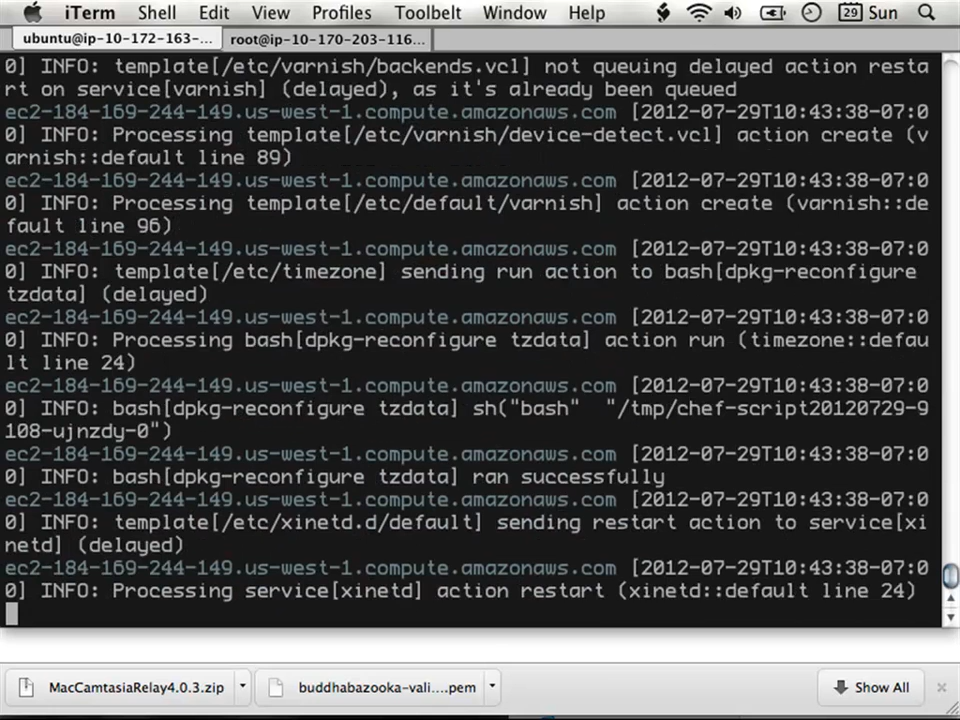 iTerm Shell Edit View Profiles Toolbelt Window Help 29 Sun
ubuntu@ip-10-172-163-... root@ip-10-170-203-116...
0] INFO: template[/etc/varnish/backends.vcl] not queuing delayed action resta
rt on service[varnish] (delayed), as it's already been queued
ec2-184-169-244-149.us-west-1.compute.amazonaws.com [2012-07-29T10:43:38-07:0
0] INFO: Processing template[/etc/varnish/device-detect.vcl] action create (v
arnish::default line 89)
ec2-184-169-244-149.us-west-1.compute.amazonaws.com [2012-07-29T10:43:38-07:0
0] INFO: Processing template[/etc/default/varnish] action create (varnish::de
fault line 96)
ec2-184-169-244-149.us-west-1.compute.amazonaws.com [2012-07-29T10:43:38-07:0
0] INFO: template[/etc/timezone] sending run action to bash[dpkg-reconfigure
tzdata] (delayed)
ec2-184-169-244-149.us-west-1.compute.amazonaws.com [2012-07-29T10:43:38-07:0
0] INFO: Processing bash[dpkg-reconfigure tzdata] action run (timezone::defau
lt line 24)
ec2-184-169-244-149.us-west-1.compute.amazonaws.com [2012-07-29T10:43:38-07:0
0] INFO: bash[dpkg-reconfigure tzdata] sh("bash"  "/tmp/chef-script20120729-9
108-ujnzdy-0")
ec2-184-169-244-149.us-west-1.compute.amazonaws.com [2012-07-29T10:43:38-07:0
0] INFO: bash[dpkg-reconfigure tzdata] ran successfully
ec2-184-169-244-149.us-west-1.compute.amazonaws.com [2012-07-29T10:43:38-07:0
0] INFO: template[/etc/xinetd.d/default] sending restart action to service[xi
netd] (delayed)
ec2-184-169-244-149.us-west-1.compute.amazonaws.com [2012-07-29T10:43:38-07:0
0] INFO: Processing service[xinetd] action restart (xinetd::default line 24)
MacCamtasiaRelay4.0.3.zip buddhabazooka-vali....pem Show All